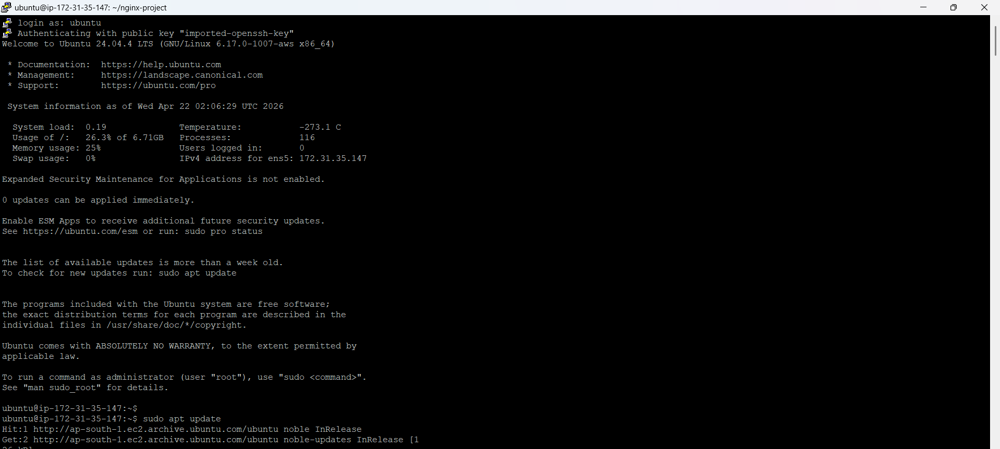 ubuntu@ip-172-31-35-147: ~/nginx-project
login as: ubuntu
Authenticating with public key "imported-openssh-key"
Welcome to Ubuntu 24.04.4 LTS (GNU/Linux 6.17.0-1007-aws x86_64)
* Documentation:  https://help.ubuntu.com
* Management:     https://landscape.canonical.com
* Support:        https://ubuntu.com/pro
System information as of Wed Apr 22 02:06:29 UTC 2026
System load:  0.19              Temperature:           -273.1 C
Usage of /:   26.3% of 6.71GB   Processes:             116
Memory usage: 25%               Users logged in:       0
Swap usage:   0%                IPv4 address for ens5: 172.31.35.147
Expanded Security Maintenance for Applications is not enabled.
0 updates can be applied immediately.
Enable ESM Apps to receive additional future security updates.
See https://ubuntu.com/esm or run: sudo pro status
The list of available updates is more than a week old.
To check for new updates run: sudo apt update
The programs included with the Ubuntu system are free software;
the exact distribution terms for each program are described in the
individual files in /usr/share/doc/*/copyright.
Ubuntu comes with ABSOLUTELY NO WARRANTY, to the extent permitted by
applicable law.
To run a command as administrator (user "root"), use "sudo <command>".
See "man sudo_root" for details.
ubuntu@ip-172-31-35-147:~$
ubuntu@ip-172-31-35-147:~$ sudo apt update
Hit:1 http://ap-south-1.ec2.archive.ubuntu.com/ubuntu noble InRelease
Get:2 http://ap-south-1.ec2.archive.ubuntu.com/ubuntu noble-updates InRelease [1